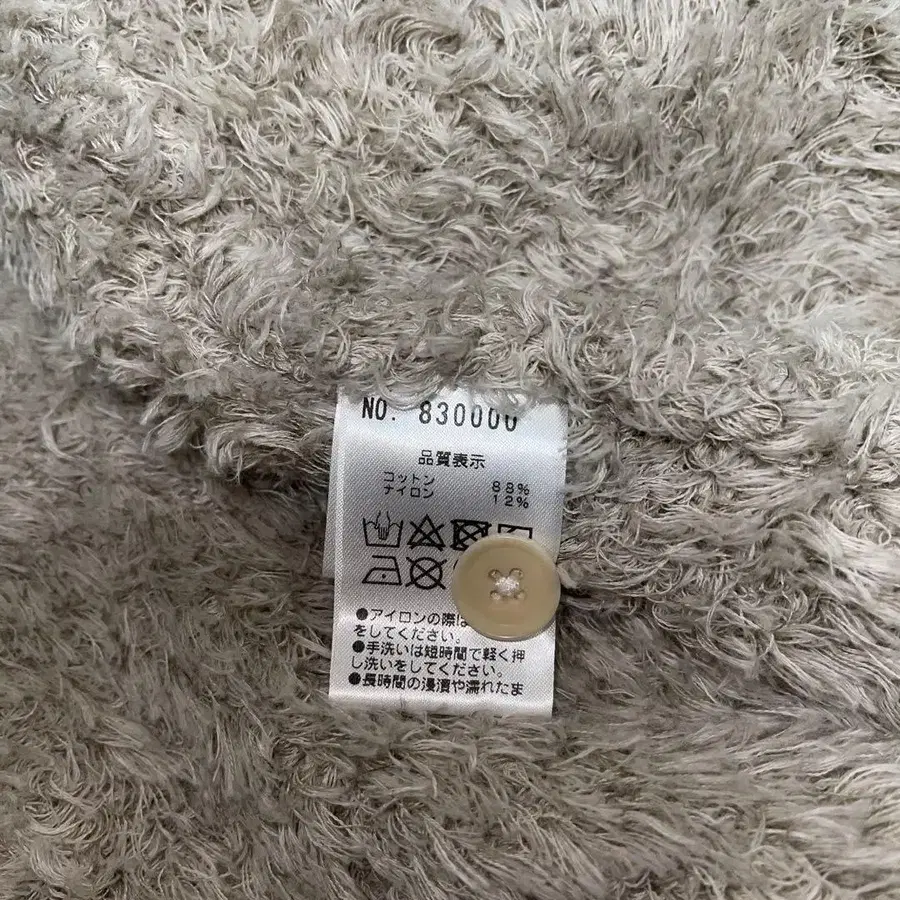 NO. 830000
品質表示
コットン 88%
ナイロン 12%
●アイロンの際は
をしてください。
●手洗いは短時間で軽く押
し洗いをしてください。
●長時間の浸漬や濡れたま